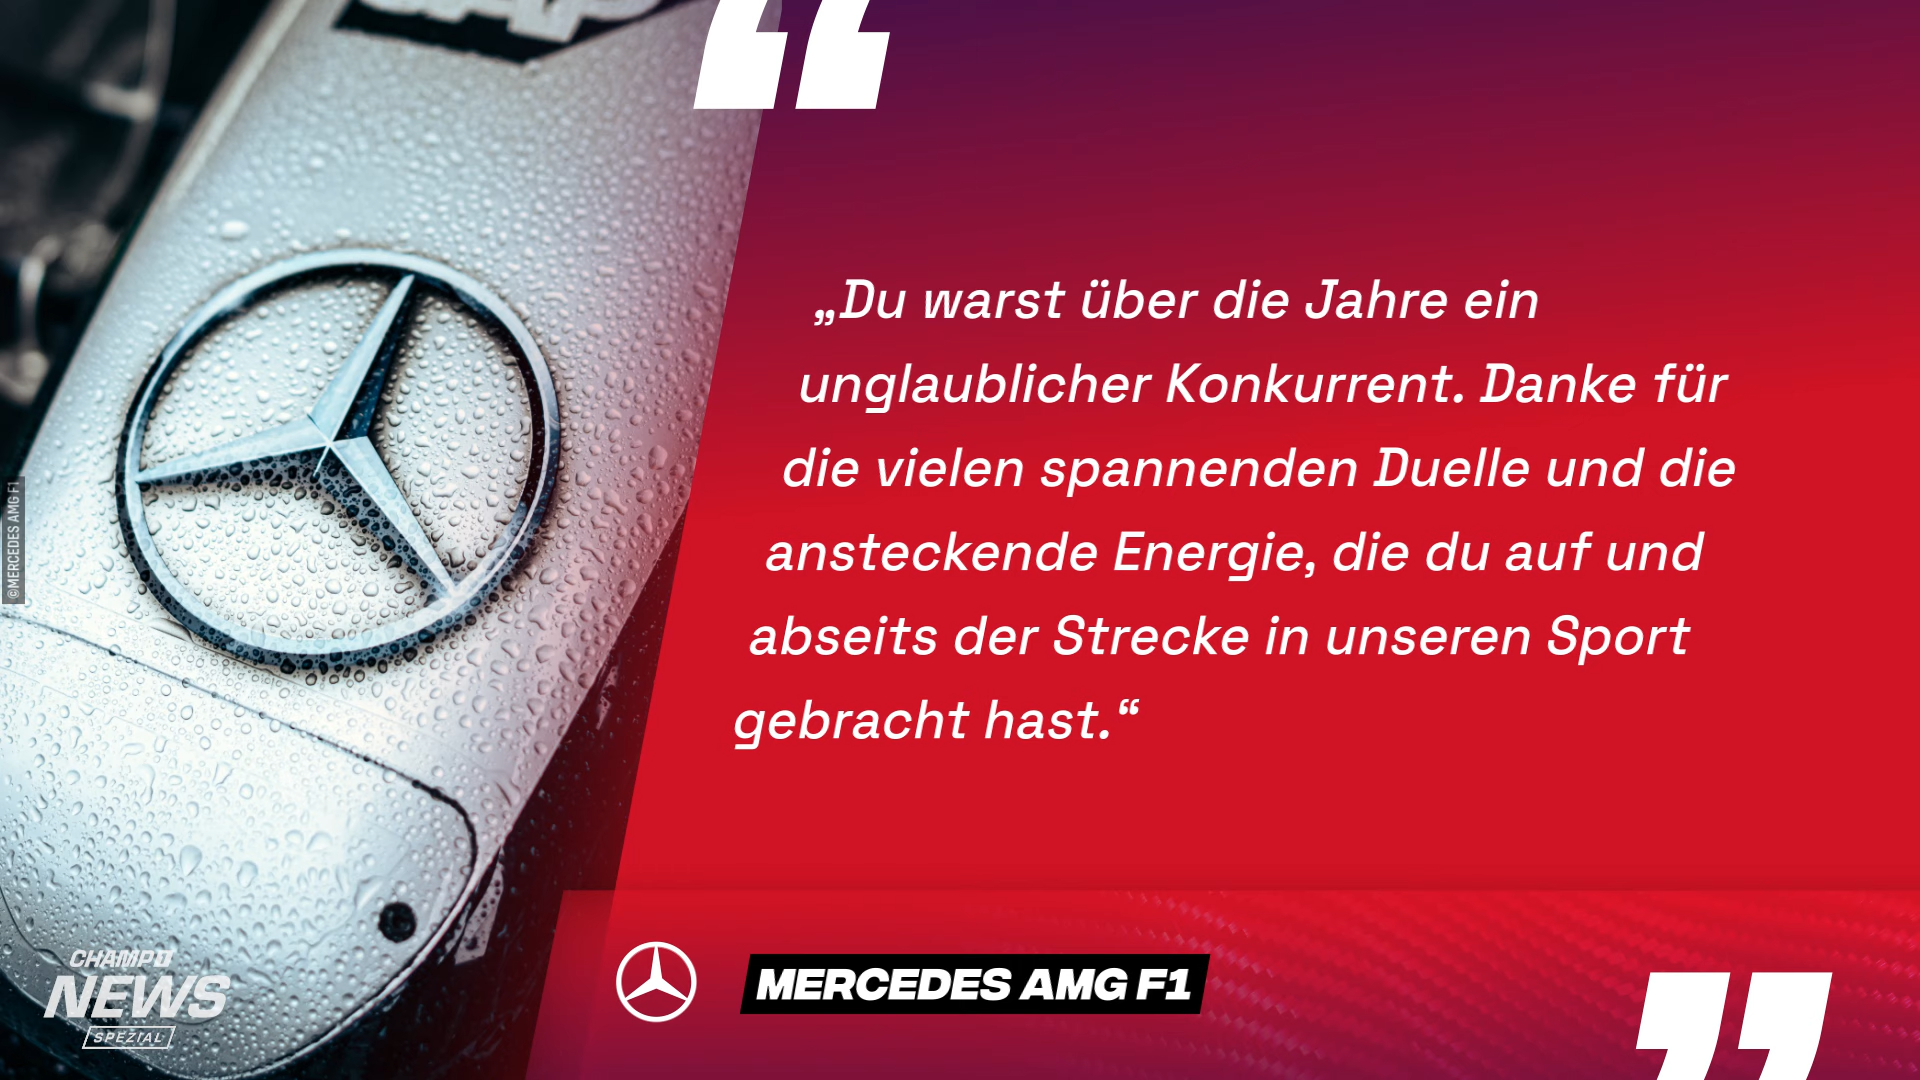 „Du warst über die Jahre ein
unglaublicher Konkurrent. Danke für
die vielen spannenden Duelle und die
ansteckende Energie, die du auf und
abseits der Strecke in unseren Sport
gebracht hast.“
MERCEDES AMG F1
©MERCEDES AMG F1
CHAMP1
NEWS
SPEZIAL